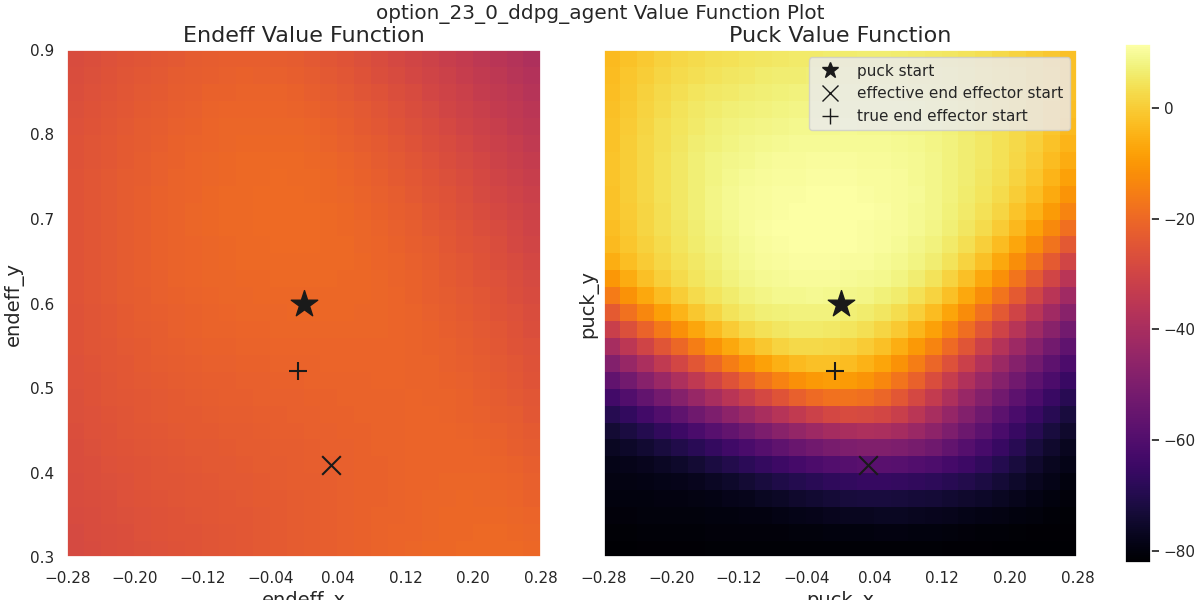 option_23_0_ddpg_agent Value Function Plot
Endeff Value Function
Puck Value Function
puck start
effective end effector start
true end effector start
endeff_y
0.9
0.8
0.7
0.6
0.5
0.4
0.3
−0.28 −0.20 −0.12 −0.04 0.04 0.12 0.20 0.28
endeff_x
puck_y
−0.28 −0.20 −0.12 −0.04 0.04 0.12 0.20 0.28
puck_x
0
−20
−40
−60
−80